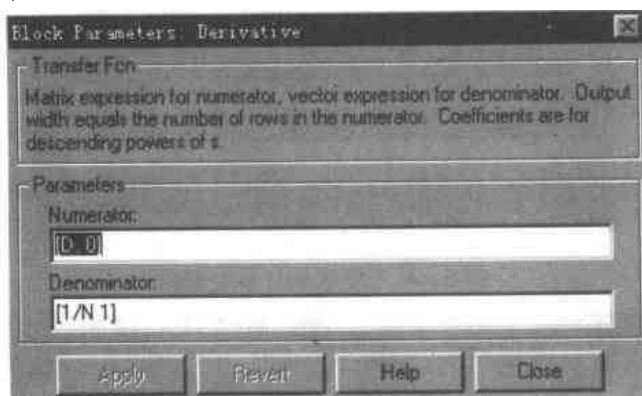 Block Parameters: Derivative
Transfer Fcn
Matrix expression for numerator, vector expression for denominator. Output
width equals the number of rows in the numerator. Coefficients are for
descending powers of s.
Parameters
Numerator:
[D 0]
Denominator:
[1/N 1]
Apply
Revert
Help
Close